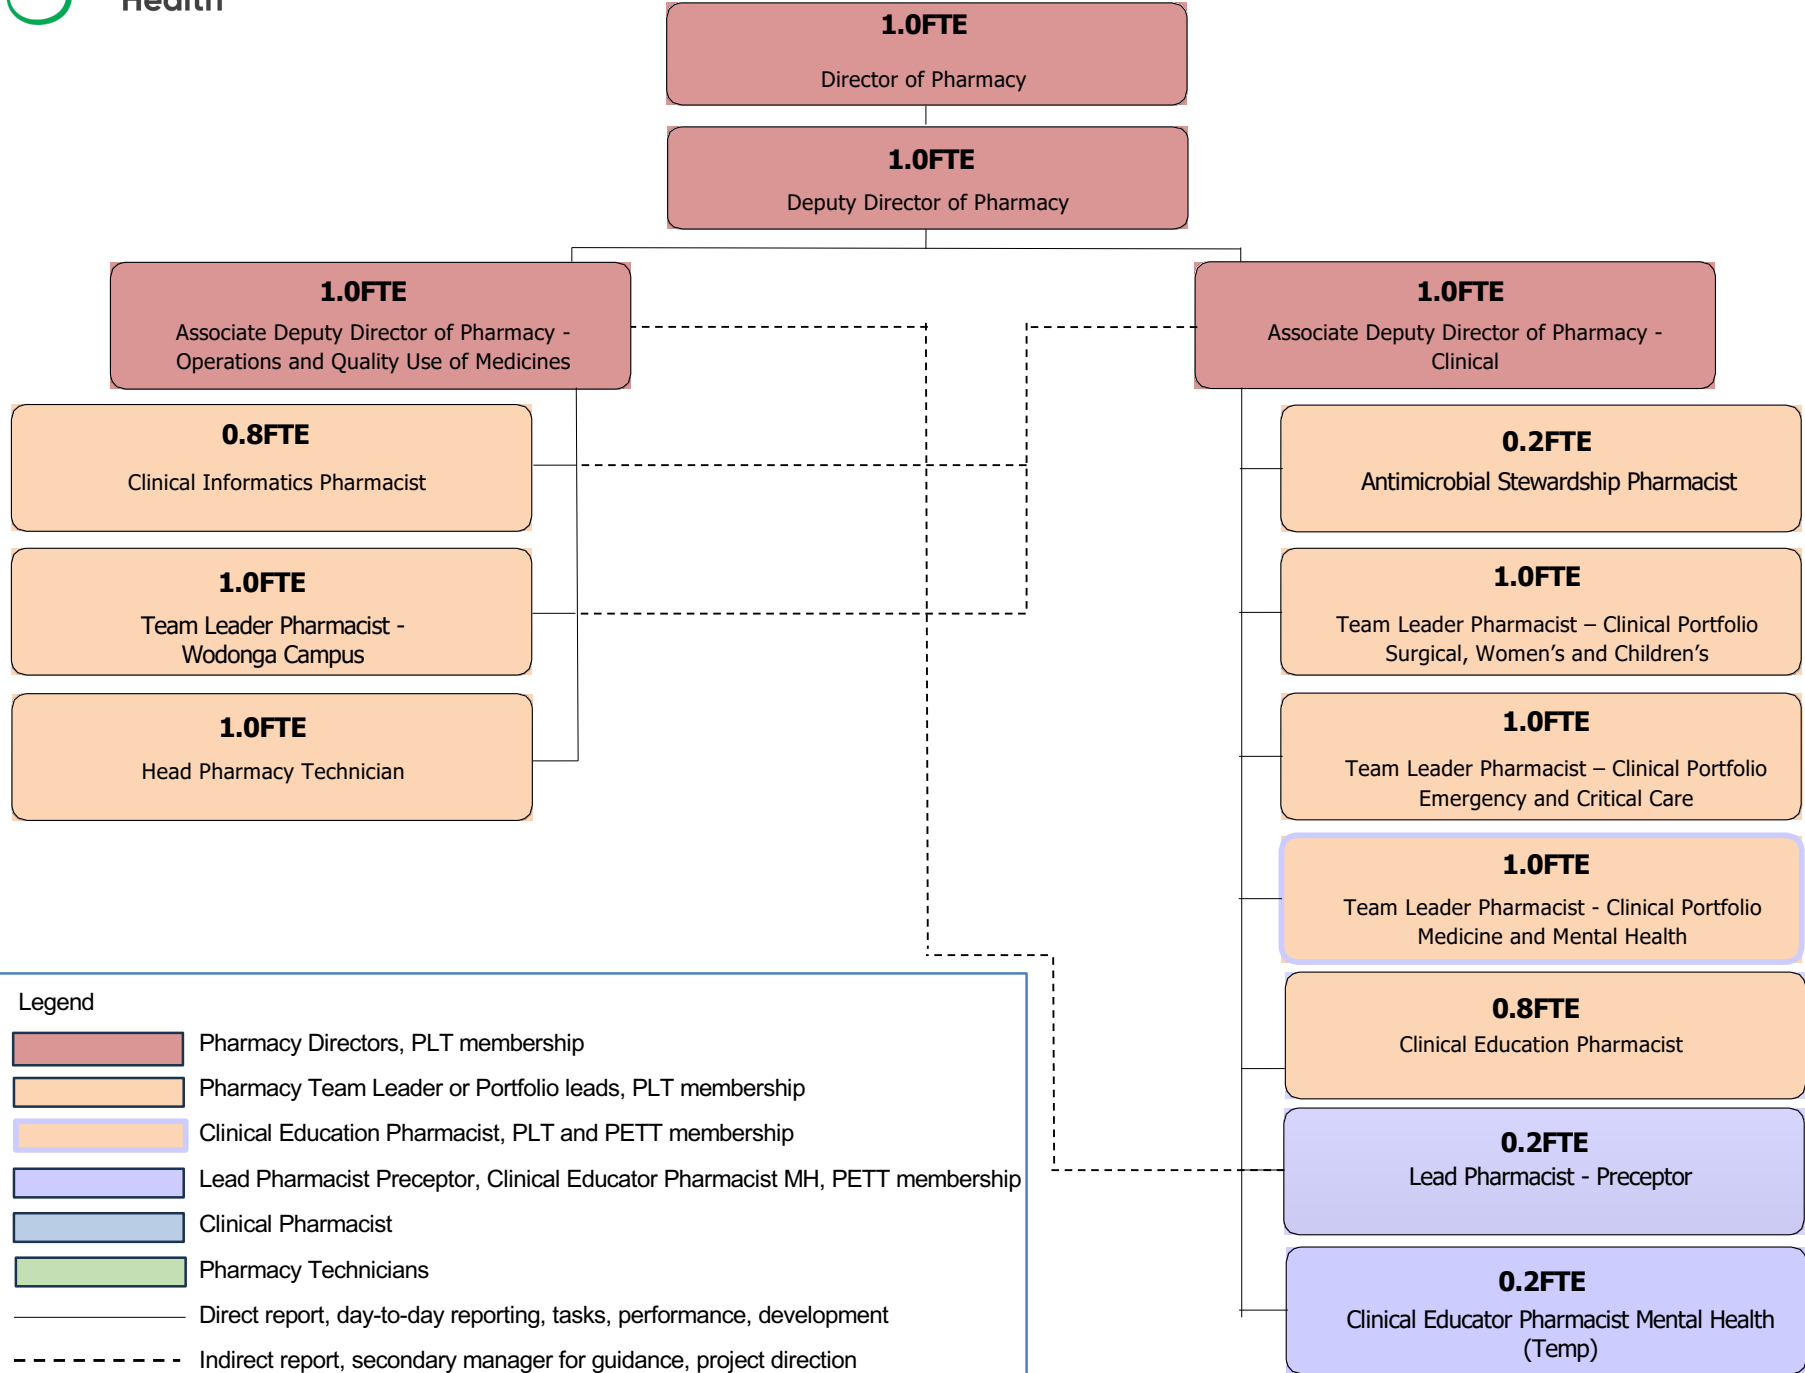 Health
1.0FTE
Director of Pharmacy
1.0FTE
Deputy Director of Pharmacy
1.0FTE
Associate Deputy Director of Pharmacy -
Operations and Quality Use of Medicines
1.0FTE
Associate Deputy Director of Pharmacy -
Clinical
0.8FTE
Clinical Informatics Pharmacist
1.0FTE
Team Leader Pharmacist -
Wodonga Campus
1.0FTE
Head Pharmacy Technician
0.2FTE
Antimicrobial Stewardship Pharmacist
1.0FTE
Team Leader Pharmacist – Clinical Portfolio
Surgical, Women’s and Children’s
1.0FTE
Team Leader Pharmacist – Clinical Portfolio
Emergency and Critical Care
1.0FTE
Team Leader Pharmacist - Clinical Portfolio
Medicine and Mental Health
0.8FTE
Clinical Education Pharmacist
0.2FTE
Lead Pharmacist - Preceptor
0.2FTE
Clinical Educator Pharmacist Mental Health
(Temp)
Legend
Pharmacy Directors, PLT membership
Pharmacy Team Leader or Portfolio leads, PLT membership
Clinical Education Pharmacist, PLT and PETT membership
Lead Pharmacist Preceptor, Clinical Educator Pharmacist MH, PETT membership
Clinical Pharmacist
Pharmacy Technicians
Direct report, day-to-day reporting, tasks, performance, development
Indirect report, secondary manager for guidance, project direction